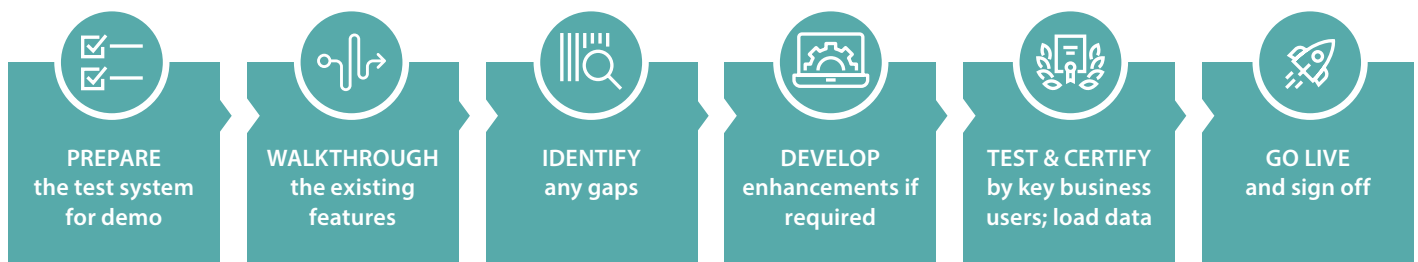 PREPARE
the test system
for demo
WALKTHROUGH
the existing
features
IDENTIFY
any gaps
DEVELOP
enhancements if
required
TEST & CERTIFY
by key business
users; load data
GO LIVE
and sign off